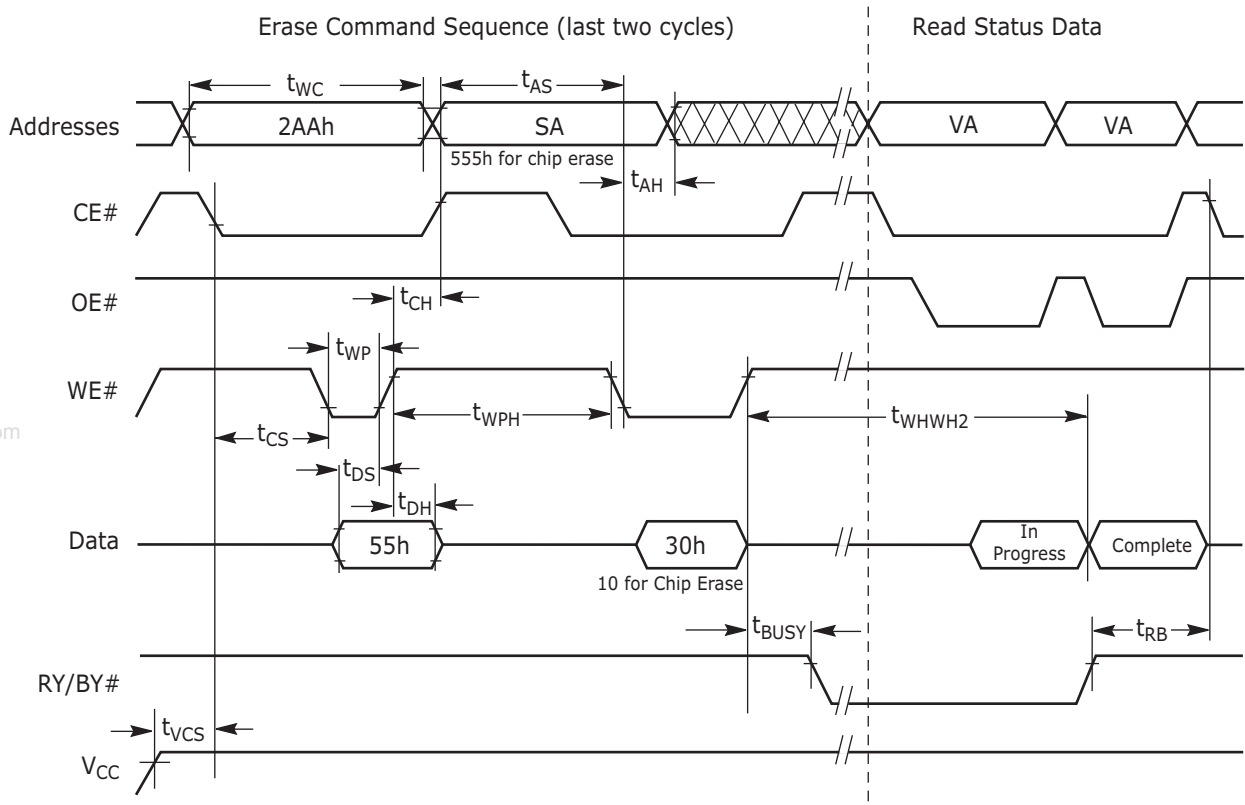 Erase Command Sequence (last two cycles)
Read Status Data
tWC
tAS
Addresses
2AAh
SA
VA
VA
555h for chip erase
tAH
CE#
OE#
tCH
tWP
WE#
tWPH
tWHWH2
om
tCS
tDS
tDH
Data
55h
30h
In
Progress
Complete
10 for Chip Erase
tBUSY
tRB
RY/BY#
tVCS
VCC